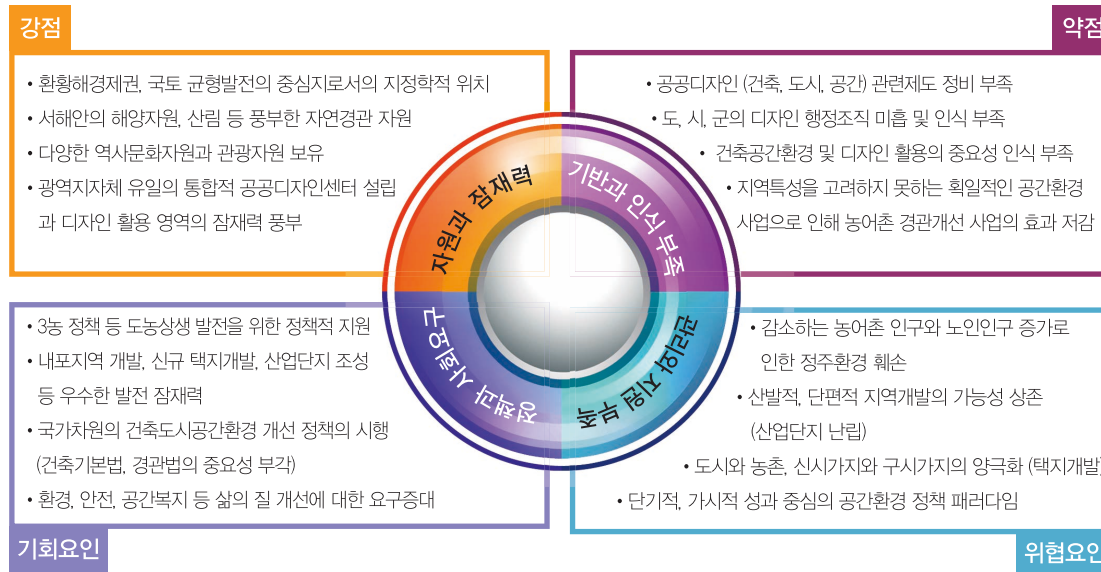 강점
• 환황해경제권, 국토 균형발전의 중심지로서의 지정학적 위치
• 서해안의 해양자원, 산림 등 풍부한 자연경관 자원
• 다양한 역사문화자원과 관광자원 보유
• 광역지자체 유일의 통합적 공공디자인센터 설립
과 디자인 활용 영역의 잠재력 풍부
약점
• 공공디자인 (건축, 도시, 공간) 관련제도 정비 부족
• 도, 시, 군의 디자인 행정조직 미흡 및 인식 부족
• 건축공간환경 및 디자인 활용의 중요성 인식 부족
• 지역특성을 고려하지 못하는 획일적인 공간환경
사업으로 인해 농어촌 경관개선 사업의 효과 저감
자원과 잠재력
기반과 인식 부족
정책과 사회요구
관리와 지원 부족
• 3농 정책 등 도농상생 발전을 위한 정책적 지원
• 내포지역 개발, 신규 택지개발, 산업단지 조성
등 우수한 발전 잠재력
• 국가차원의 건축도시공간환경 개선 정책의 시행
(건축기본법, 경관법의 중요성 부각)
• 환경, 안전, 공간복지 등 삶의 질 개선에 대한 요구증대
기회요인
• 감소하는 농어촌 인구와 노인인구 증가로
인한 정주환경 훼손
• 산발적, 단편적 지역개발의 가능성 상존
(산업단지 난립)
• 도시와 농촌, 신시가지와 구시가지의 양극화 (택지개발)
• 단기적, 가시적 성과 중심의 공간환경 정책 패러다임
위협요인